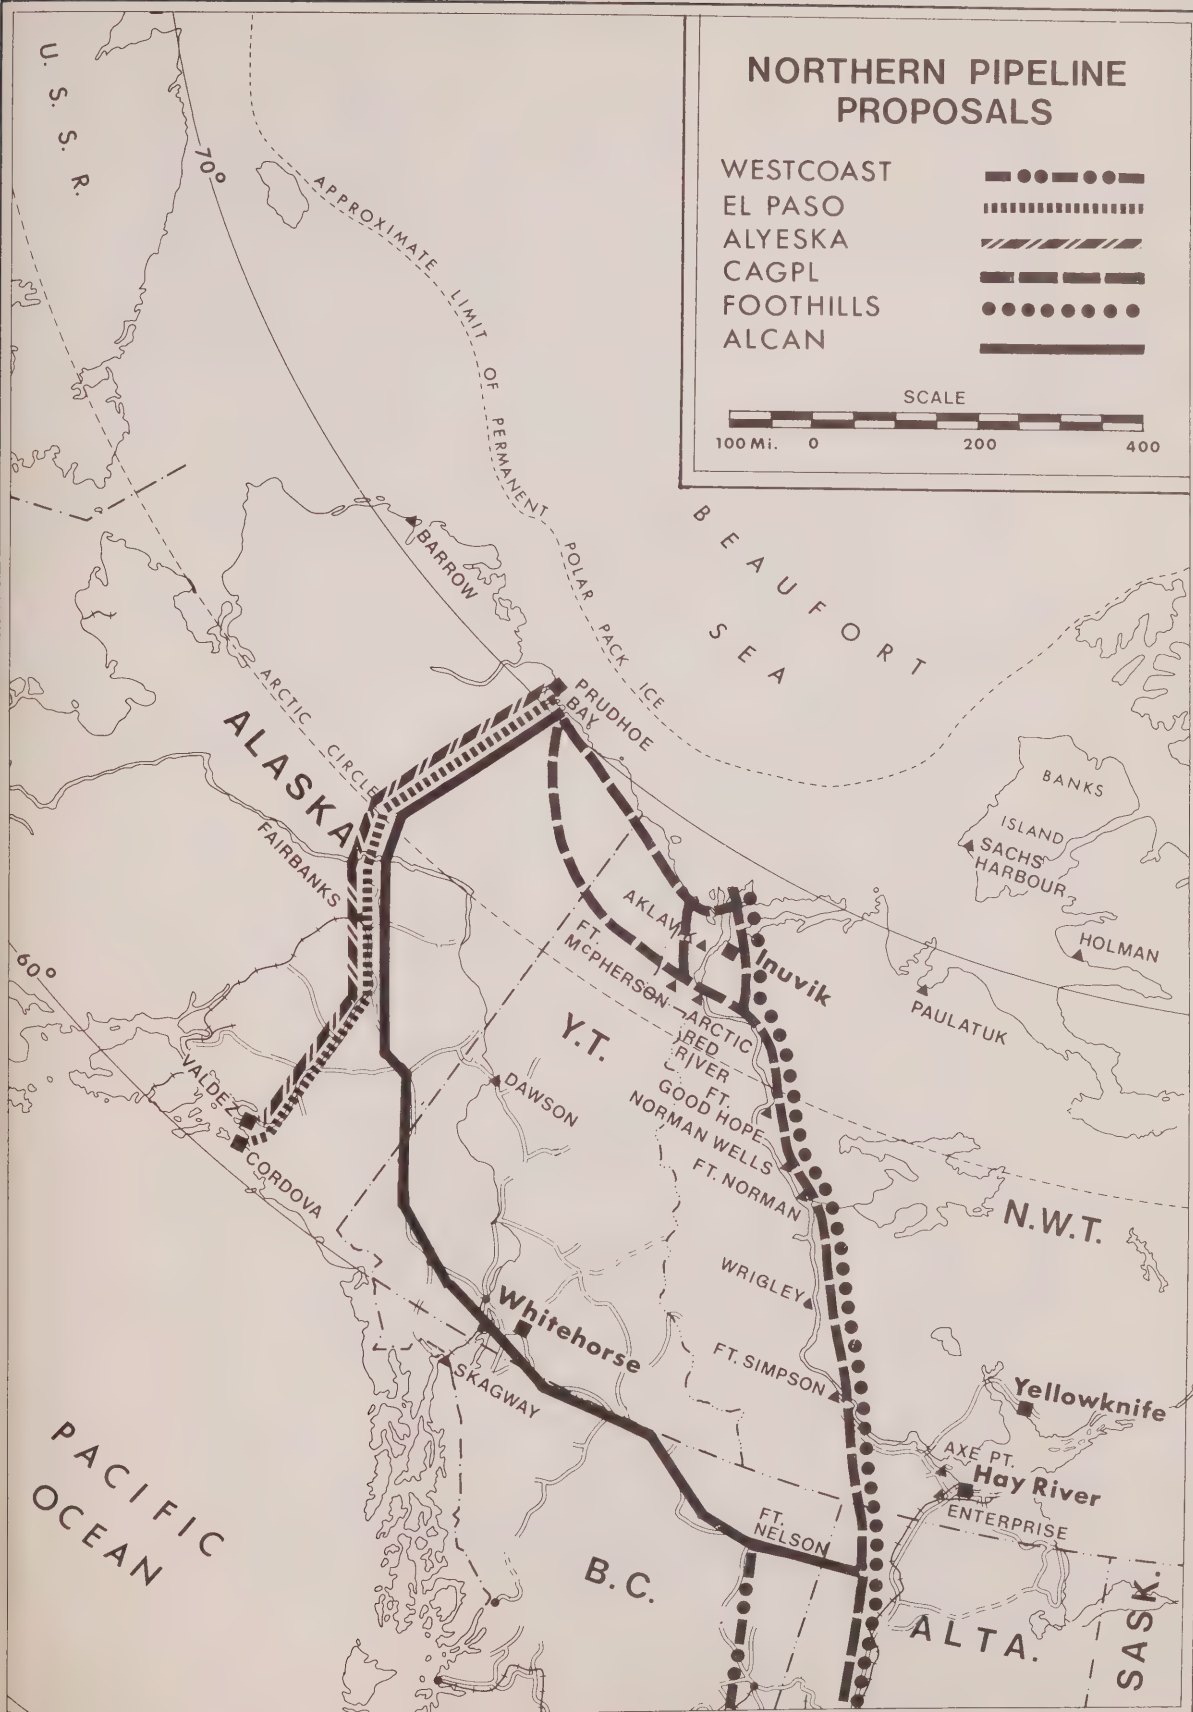 NORTHERN PIPELINE
PROPOSALS
WESTCOAST
EL PASO
ALYESKA
CAGPL
FOOTHILLS
ALCAN
SCALE
100 Mi. 0 200 400
U. S. S. R.
70°
APPROXIMATE LIMIT OF PERMANENT POLAR PACK ICE
BEAUFORT
SEA
BARROW
ARCTIC CIRCLE
PRUDHOE
BAY
ALASKA
FAIRBANKS
BANKS
ISLAND
SACHS
HARBOUR
HOLMAN
PAULATUK
AKLAVIK
Inuvik
FT.
McPHERSON
ARCTIC
RED
RIVER
60°
Y.T.
VALDEZ
CORDOVA
DAWSON
FT.
GOOD HOPE
NORMAN WELLS
FT. NORMAN
N.W.T.
WRIGLEY
Whitehorse
SKAGWAY
FT. SIMPSON
Yellowknife
AXE PT.
Hay River
ENTERPRISE
PACIFIC
OCEAN
FT.
NELSON
B.C.
ALTA.
SASK.